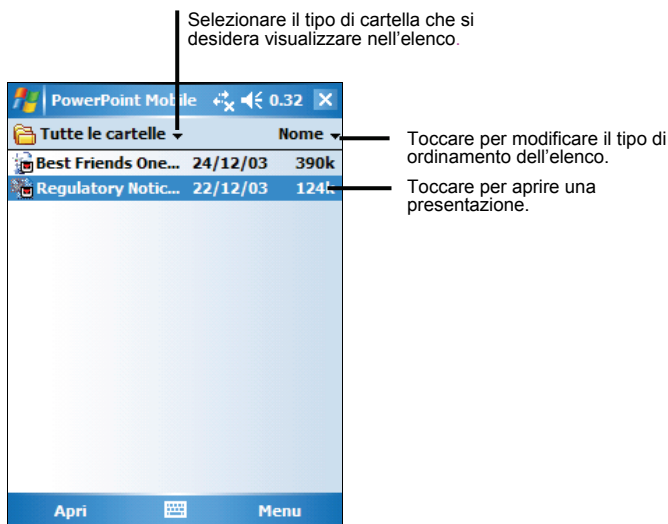 Selezionare il tipo di cartella che si
desidera visualizzare nell'elenco.
PowerPoint Mobile 0.32
Tutte le cartelle Nome
Best Friends One... 24/12/03 390k
Regulatory Notic... 22/12/03 124k
Toccare per modificare il tipo di
ordinamento dell'elenco.
Toccare per aprire una
presentazione.
Apri Menu